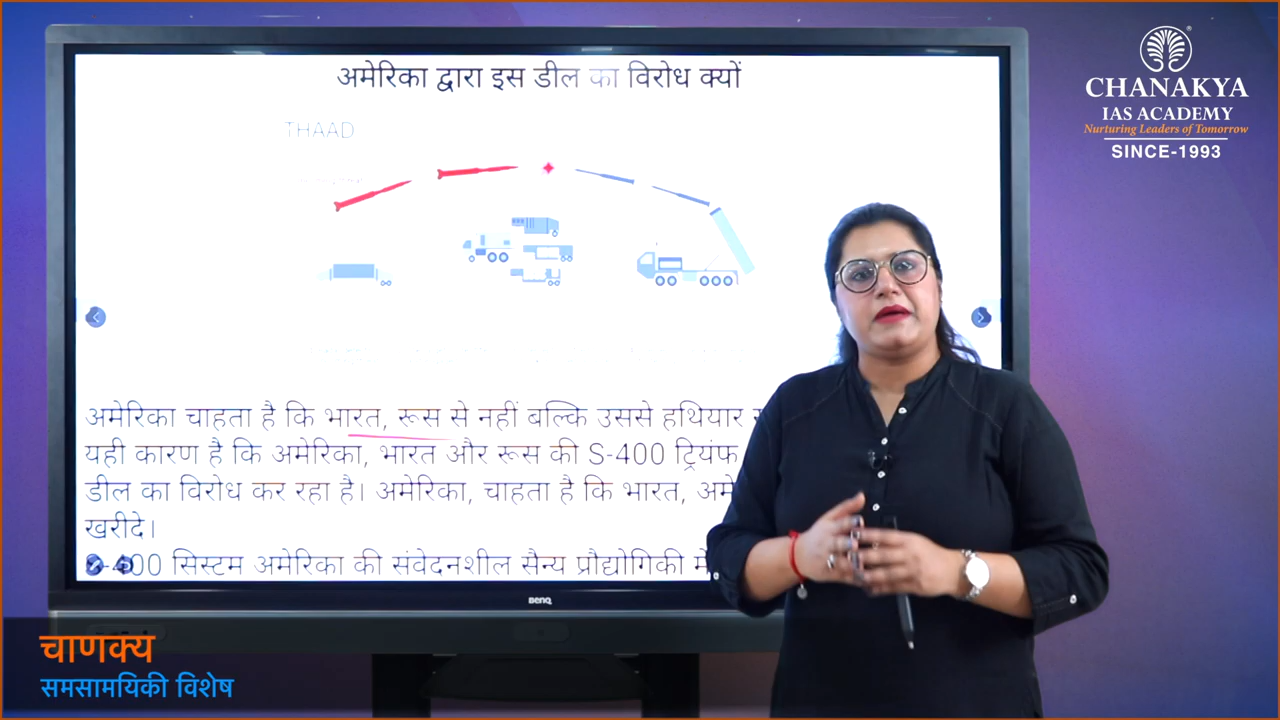 अमेरिका द्वारा इस डील का विरोध क्यों
THAAD
अमेरिका चाहता है कि भारत, रूस से नहीं बल्कि उससे हथियार
यही कारण है कि अमेरिका, भारत और रूस की S-400 ट्रियंफ
डील का विरोध कर रहा है। अमेरिका, चाहता है कि भारत,
खरीदे।
सिस्टम अमेरिका की संवेदनशील सैन्य प्रौद्योगिकी में
BenQ
CHANAKYA
IAS ACADEMY
Nurturing Leaders of Tomorrow
SINCE-1993
चाणक्य
समसामयिकी विशेष